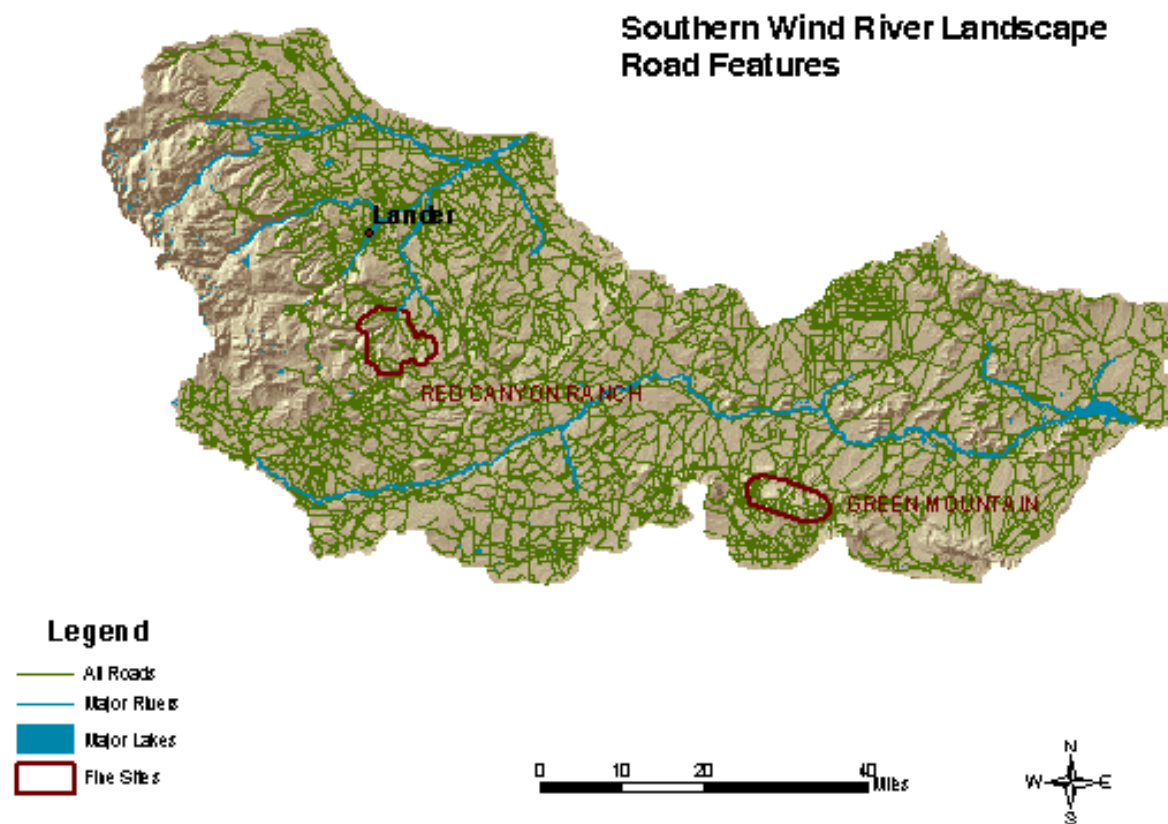 Southern Wind River Landscape
Road Features
Lander
RED CANYON RANCH
GREEN MOUNTAIN
Legend
All Roads
Major Rivers
Major Lakes
Fire Sites
0 10 20 40 Miles
N
W E
S